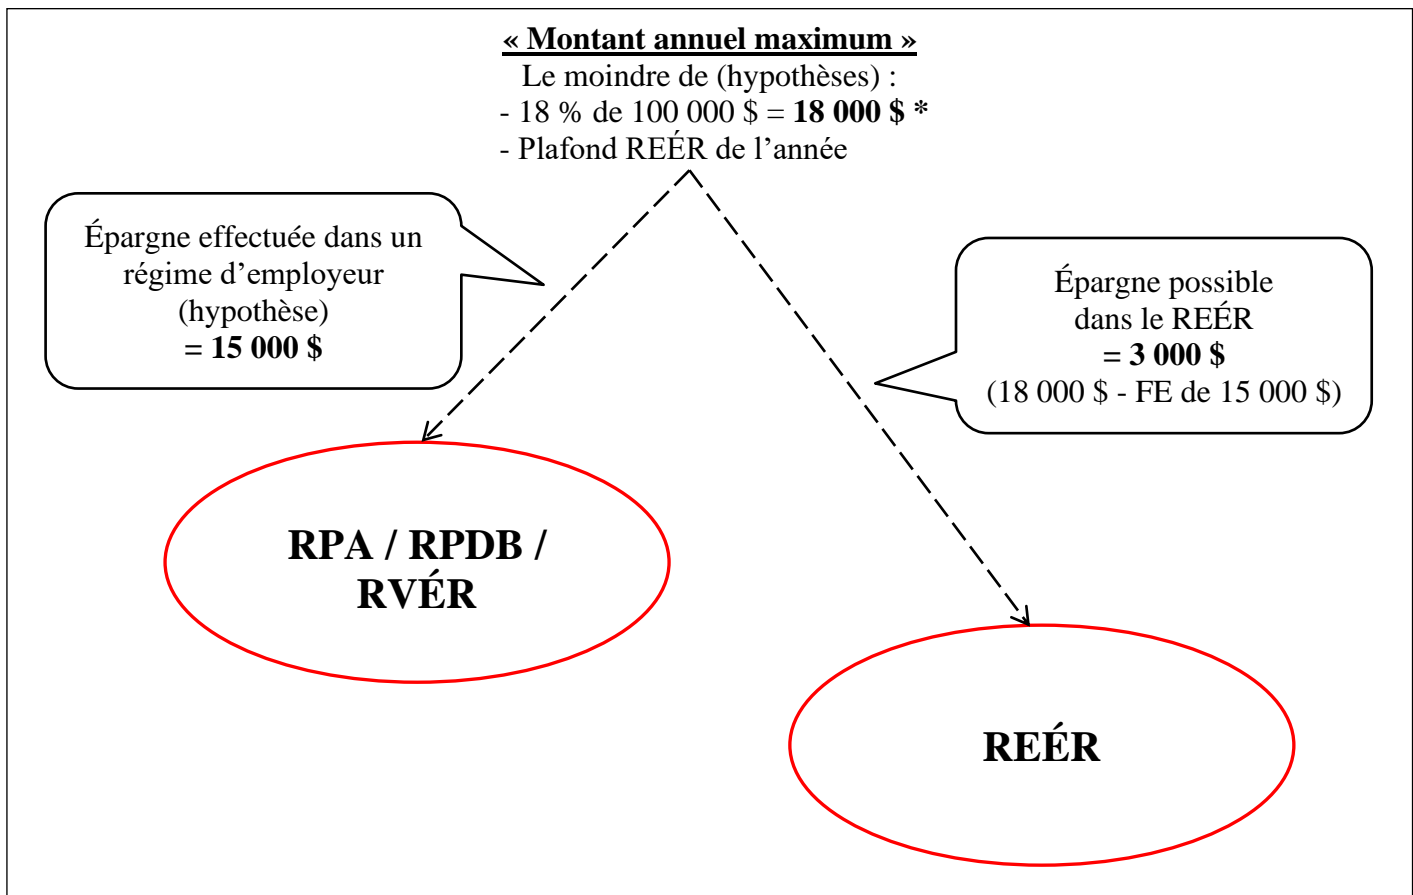 « Montant annuel maximum »
Le moindre de (hypothèses) :
- 18 % de 100 000 $ = 18 000 $ *
- Plafond REÉR de l’année
Épargne effectuée dans un
régime d’employeur
(hypothèse)
= 15 000 $
Épargne possible
dans le REÉR
= 3 000 $
(18 000 $ - FE de 15 000 $)
RPA / RPDB /
RVÉR
REÉR